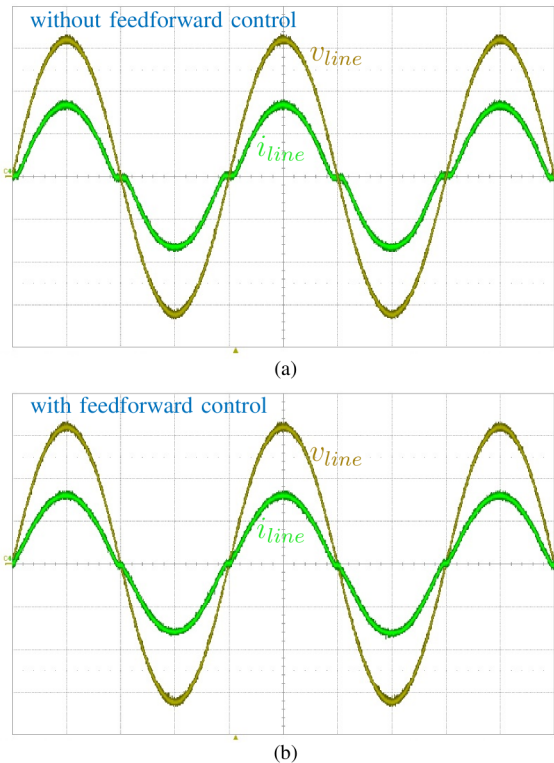 without feedforward control
v_line
i_line
(a)
with feedforward control
v_line
i_line
(b)